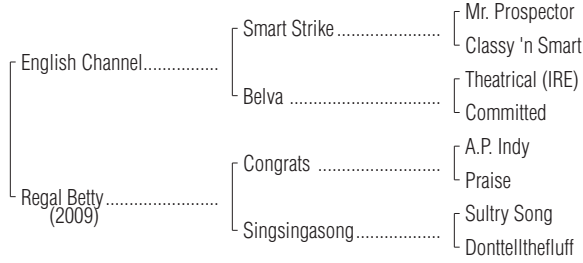 Mr. Prospector
Smart Strike
Classy 'n Smart
English Channel
Theatrical (IRE)
Belva
Committed
A.P. Indy
Congrats
Praise
Regal Betty
(2009)
Sultry Song
Singsingasong
Donttellthefluff